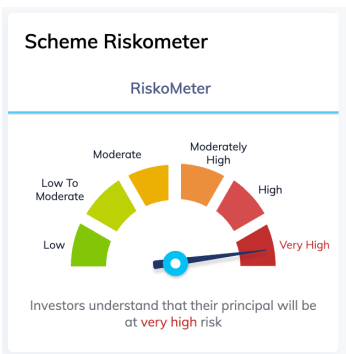 Scheme Riskometer
RiskoMeter
Moderate
Moderately
High
Low To
Moderate
High
Low
Very High
Investors understand that their principal will be
at very high risk